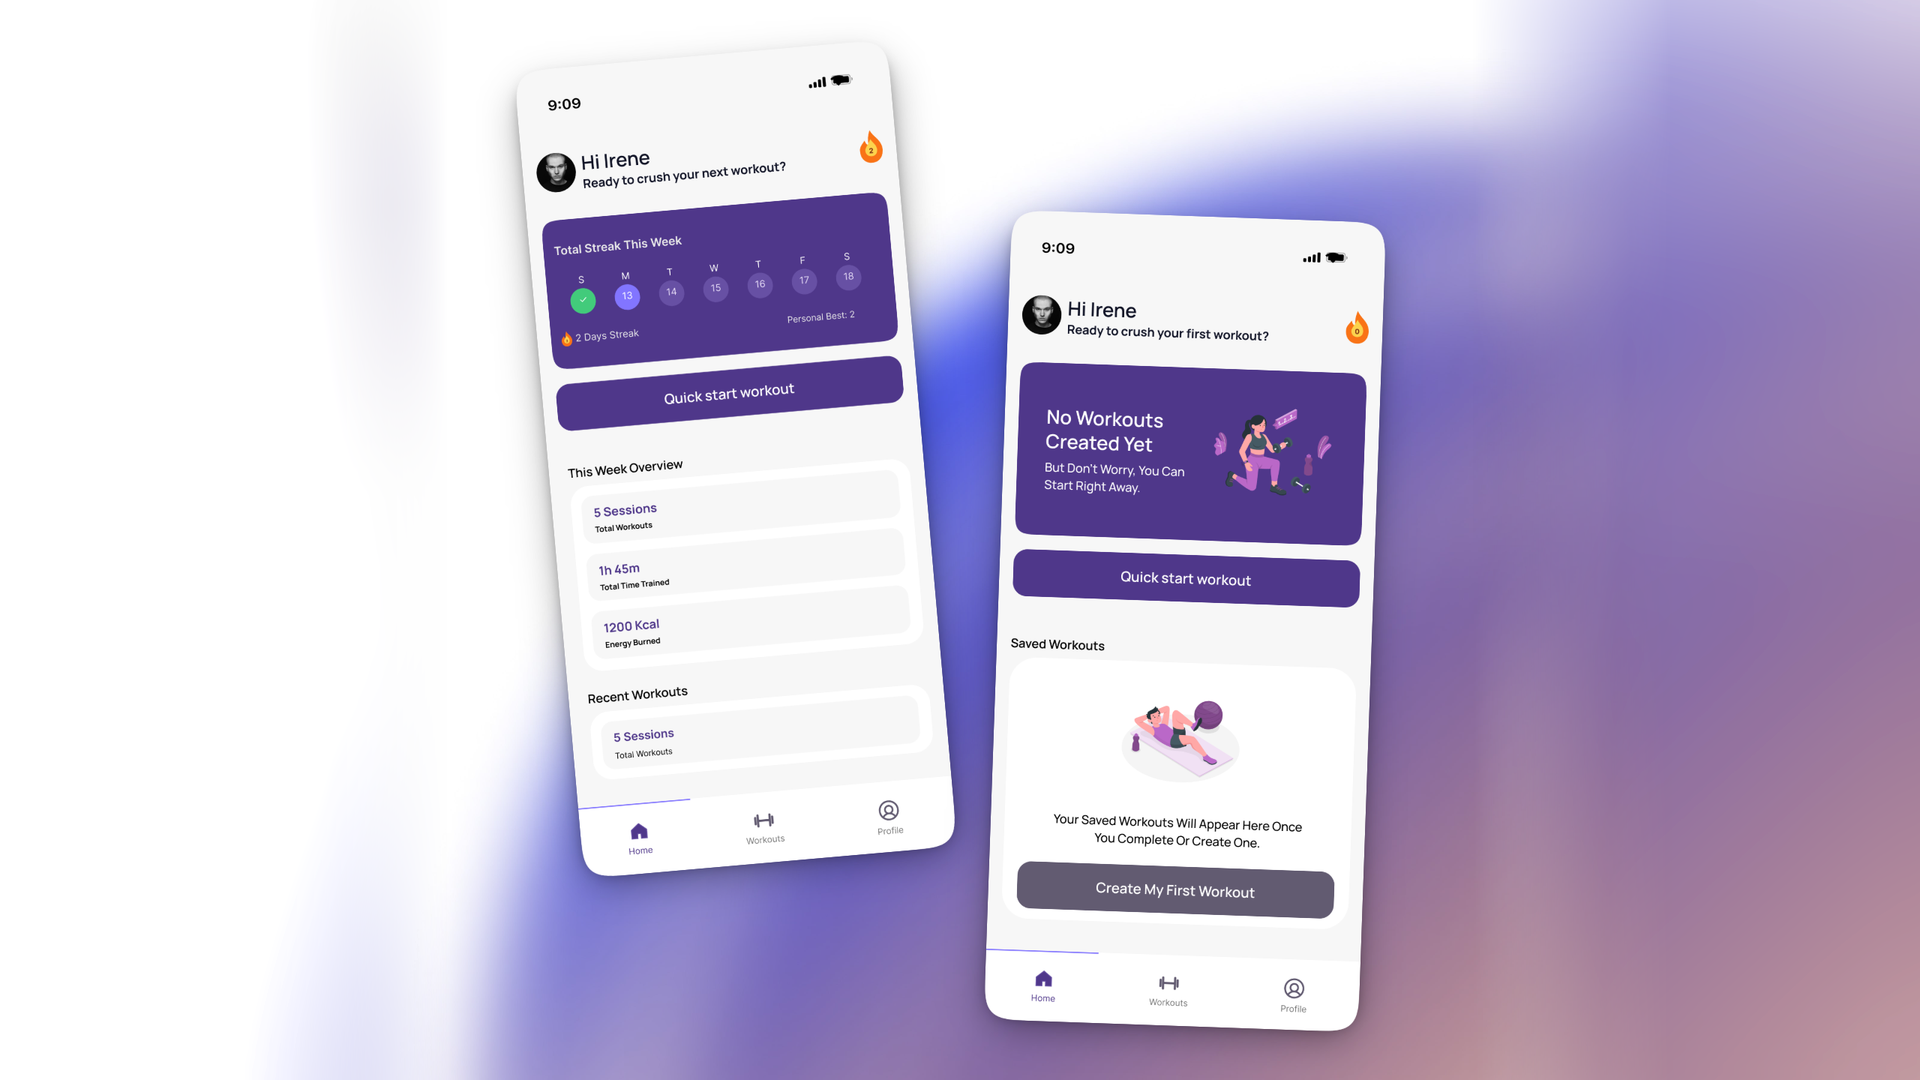 9:09
Hi Irene
Ready to crush your next workout?
2
Total Streak This Week
S M T W T F S
13 14 15 16 17 18
2 Days Streak
Personal Best: 2
Quick start workout
This Week Overview
5 Sessions
Total Workouts
1h 45m
Total Time Trained
1200 Kcal
Energy Burned
Recent Workouts
5 Sessions
Total Workouts
Home
Workouts
Profile
9:09
Hi Irene
Ready to crush your first workout?
0
No Workouts
Created Yet
But Don't Worry, You Can
Start Right Away.
Quick start workout
Saved Workouts
Your Saved Workouts Will Appear Here Once
You Complete Or Create One.
Create My First Workout
Home
Workouts
Profile